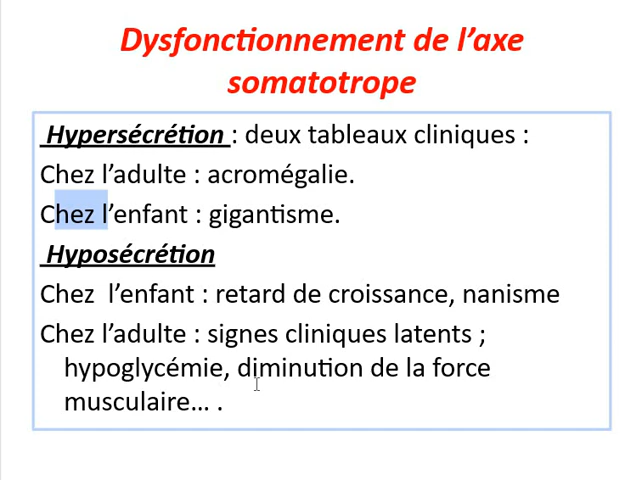 Dysfonctionnement de l’axe
somatotrope
Hypersécrétion : deux tableaux cliniques :
Chez l’adulte : acromégalie.
Chez l’enfant : gigantisme.
Hyposécrétion
Chez l’enfant : retard de croissance, nanisme
Chez l’adulte : signes cliniques latents ;
hypoglycémie, diminution de la force
musculaire… .